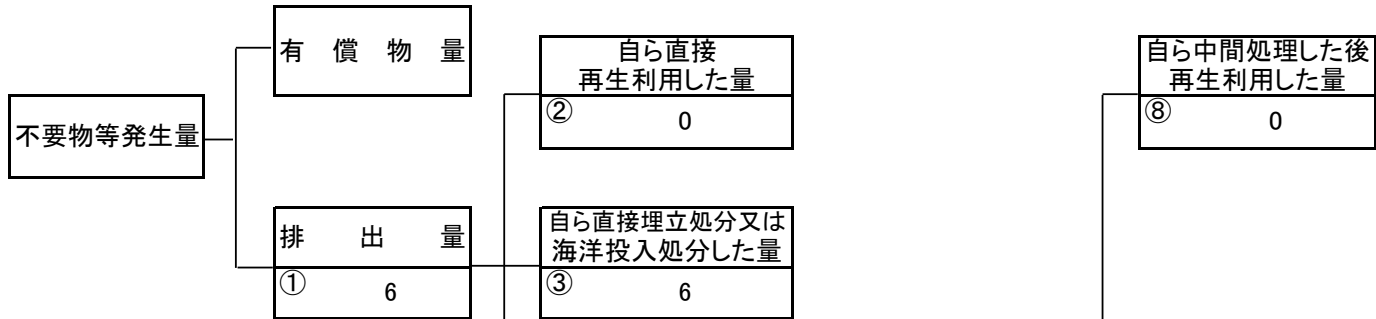 有償物量
自ら直接
再生利用した量
② 0
自ら中間処理した後
再生利用した量
⑧ 0
不要物等発生量
排出量
① 6
自ら直接埋立処分又は
海洋投入処分した量
③ 6